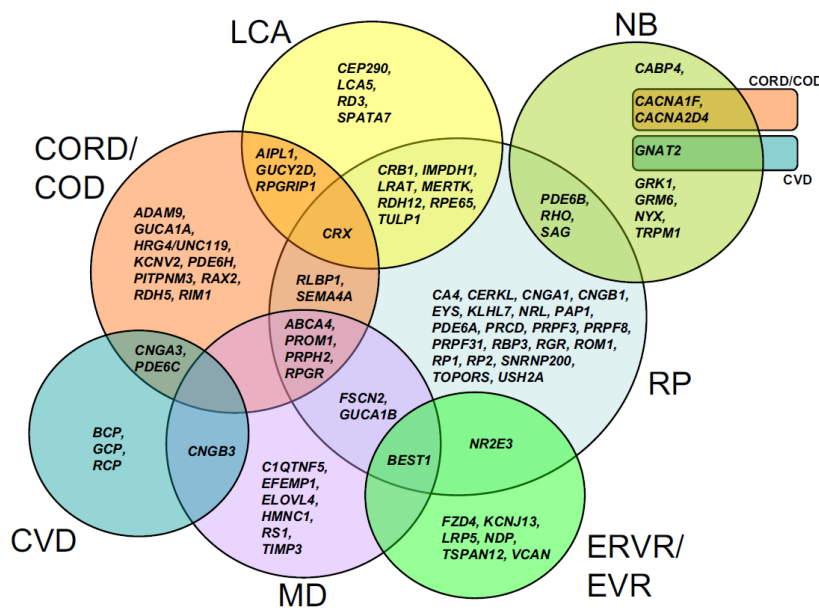 LCA
NB
CEP290,
LCA5,
RD3,
SPATA7
CABP4,
CORD/COD
CACNA1F,
CACNA2D4
GNAT2
CVD
CORD/
COD
AIPL1,
GUCY2D,
RPGRIP1
CRB1, IMPDH1,
LRAT, MERTK,
RDH12, RPE65,
TULP1
PDE6B,
RHO,
SAG
GRK1,
GRM6,
NYX,
TRPM1
ADAM9,
GUCA1A,
HRG4/UNC119,
KCNV2, PDE6H,
PITPNM3, RAX2,
RDH5, RIM1
CRX
RLBP1,
SEMA4A
CA4, CERKL, CNGA1, CNGB1,
EYS, KLHL7, NRL, PAP1,
PDE6A, PRCD, PRPF3, PRPF8,
PRPF31, RBP3, RGR, ROM1,
RP1, RP2, SNRNP200,
TOPORS, USH2A
RP
ABCA4,
PROM1,
PRPH2,
RPGR
CNGA3,
PDE6C
FSCN2,
GUCA1B
BCP,
GCP,
RCP
CNGB3
BEST1
NR2E3
C1QTNF5,
EFEMP1,
ELOVL4,
HMNC1,
RS1,
TIMP3
FZD4, KCNJ13,
LRP5, NDP,
TSPAN12, VCAN
CVD
MD
ERVR/
EVR